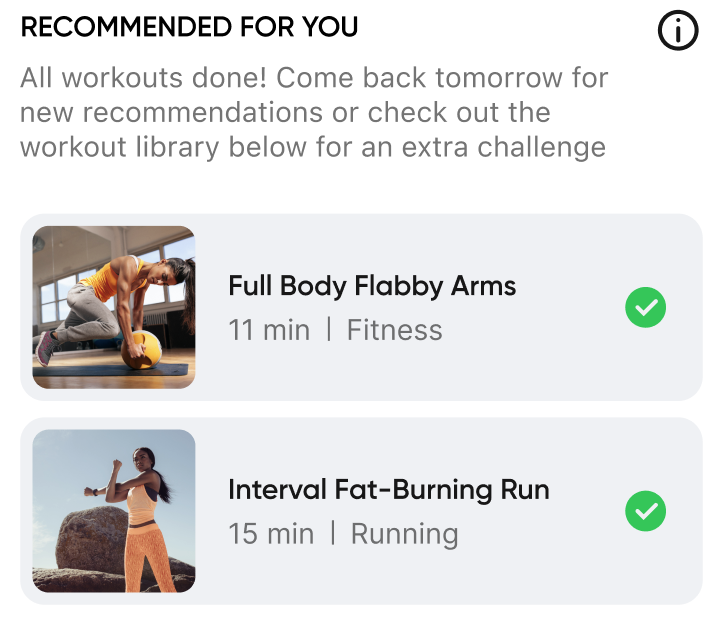 RECOMMENDED FOR YOU
All workouts done! Come back tomorrow for
new recommendations or check out the
workout library below for an extra challenge
Full Body Flabby Arms
11 min | Fitness
Interval Fat-Burning Run
15 min | Running